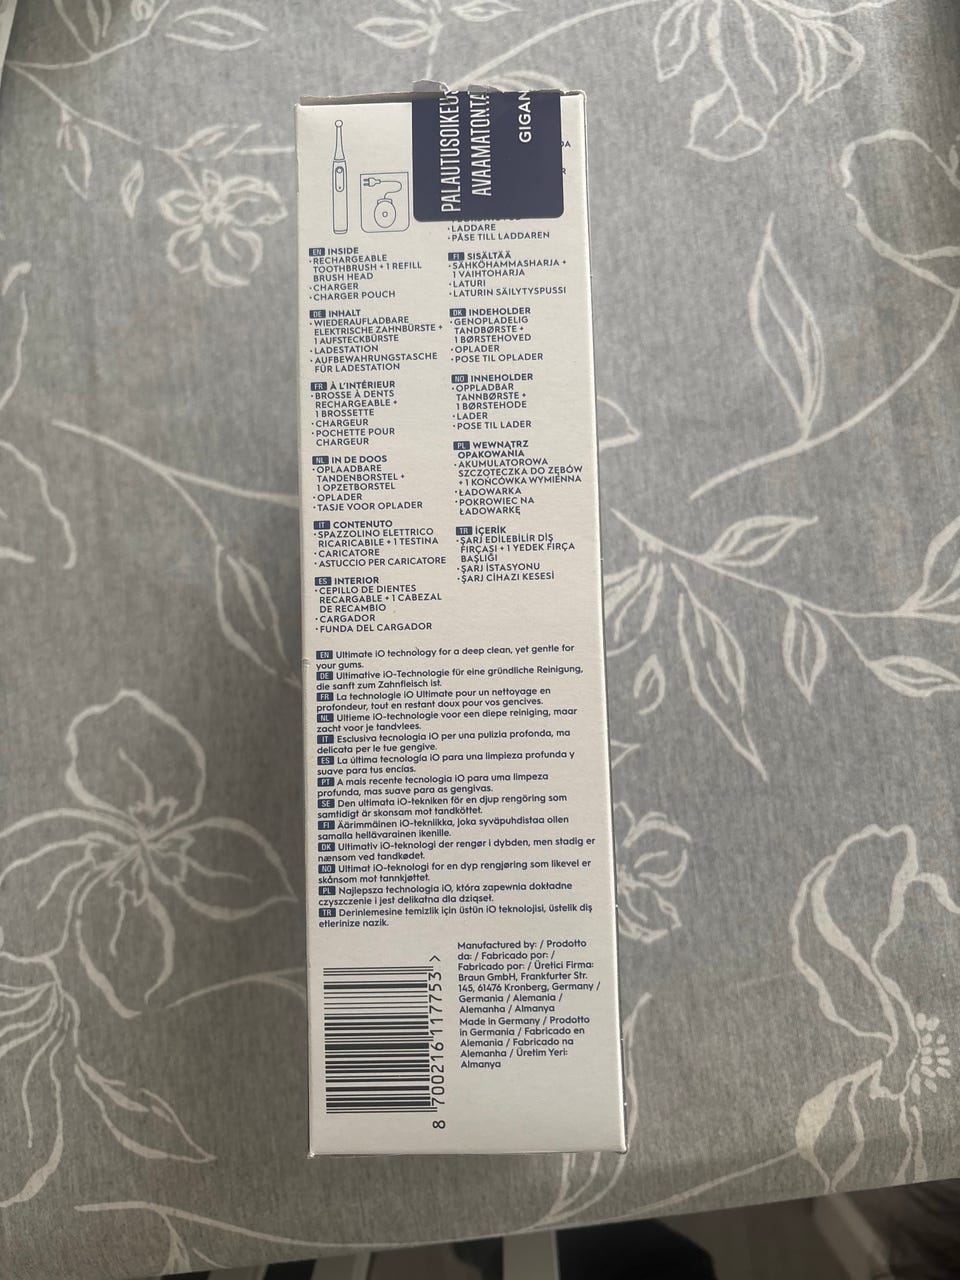 PALAUTUSOIKEUS
AVAAMATONTA
GIGAN
DA
R
• LADDARE
• PÅSE TILL LADDAREN
EN INSIDE
• RECHARGEABLE
TOOTHBRUSH + 1 REFILL
BRUSH HEAD
• CHARGER
• CHARGER POUCH
DE INHALT
• WIEDERAUFLADBARE
ELEKTRISCHE ZAHNBÜRSTE +
1 AUFSTECKBÜRSTE
• LADESTATION
• AUFBEWAHRUNGSTASCHE
FÜR LADESTATION
FR À L'INTÉRIEUR
• BROSSE À DENTS
RECHARGEABLE +
1 BROSSETTE
• CHARGEUR
• POCHETTE POUR
CHARGEUR
NL IN DE DOOS
• OPLAADBARE
TANDENBORSTEL +
1 OPZETBORSTEL
• OPLADER
• TASJE VOOR OPLADER
IT CONTENUTO
• SPAZZOLINO ELETTRICO
RICARICABILE + 1 TESTINA
• CARICATORE
• ASTUCCIO PER CARICATORE
ES INTERIOR
• CEPILLO DE DIENTES
RECARGABLE + 1 CABEZAL
DE RECAMBIO
• CARGADOR
• FUNDA DEL CARGADOR
FI SISÄLTÄÄ
• SÄHKÖHAMMASHARJA +
1 VAIHTOHARJA
• LATURI
• LATURIN SÄILYTYSPUSSI
DK INDEHOLDER
• GENOPLADELIG
TANDBØRSTE +
1 BØRSTEHOVED
• OPLADER
• POSE TIL OPLADER
NO INNEHOLDER
• OPPLADBAR
TANNBØRSTE +
1 BØRSTEHODE
• LADER
• POSE TIL LADER
PL WEWNĄTRZ
OPAKOWANIA
• AKUMULATOROWA
SZCZOTECZKA DO ZĘBÓW
+ 1 KOŃCÓWKA WYMIENNA
• ŁADOWARKA
• POKROWIEC NA
ŁADOWARKĘ
TR İÇERİK
• ŞARJ EDİLEBİLİR DİŞ
FIRÇASI + 1 YEDEK FIRÇA
BAŞLIĞI
• ŞARJ İSTASYONU
• ŞARJ CİHAZI KESESİ
EN Ultimate iO technology for a deep clean, yet gentle for
your gums.
DE Ultimative iO-Technologie für eine gründliche Reinigung,
die sanft zum Zahnfleisch ist.
FR La technologie iO Ultimate pour un nettoyage en
profondeur, tout en restant doux pour vos gencives.
NL Ultieme iO-technologie voor een diepe reiniging, maar
zacht voor je tandvlees.
IT Esclusiva tecnologia iO per una pulizia profonda, ma
delicata per le tue gengive.
ES La última tecnología iO para una limpieza profunda y
suave para tus encías.
PT A mais recente tecnologia iO para uma limpeza
profunda, mas suave para as gengivas.
SE Den ultimata iO-tekniken för en djup rengöring som
samtidigt är skonsam mot tandköttet.
FI Äärimmäinen iO-tekniikka, joka syväpuhdistaa ollen
samalla hellävarainen ikenille.
DK Ultimativ iO-teknologi der rengør i dybden, men stadig er
nænsom ved tandkødet.
NO Ultimat iO-teknologi for en dyp rengjøring som likevel er
skånsom mot tannkjøttet.
PL Najlepsza technologia iO, która zapewnia dokładne
czyszczenie i jest delikatna dla dziąseł.
TR Derinlemesine temizlik için üstün iO teknolojisi, üstelik diş
etlerinize nazik.
8 700216 117753 >
Manufactured by: / Prodotto
da: / Fabricado por: /
Fabricado por: / Üretici Firma:
Braun GmbH, Frankfurter Str.
145, 61476 Kronberg, Germany /
Germania / Alemania /
Alemanha / Almanya
Made in Germany / Prodotto
in Germania / Fabricado en
Alemania / Fabricado na
Alemanha / Üretim Yeri:
Almanya